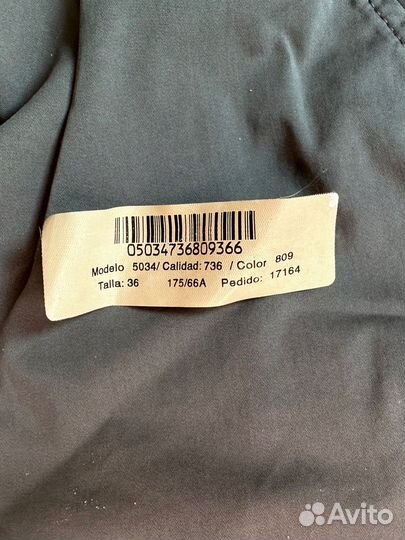 05034736809366
Modelo 5034/ Calidad: 736 / Color 809
Talla: 36 175/66A Pedido: 17164
Avito